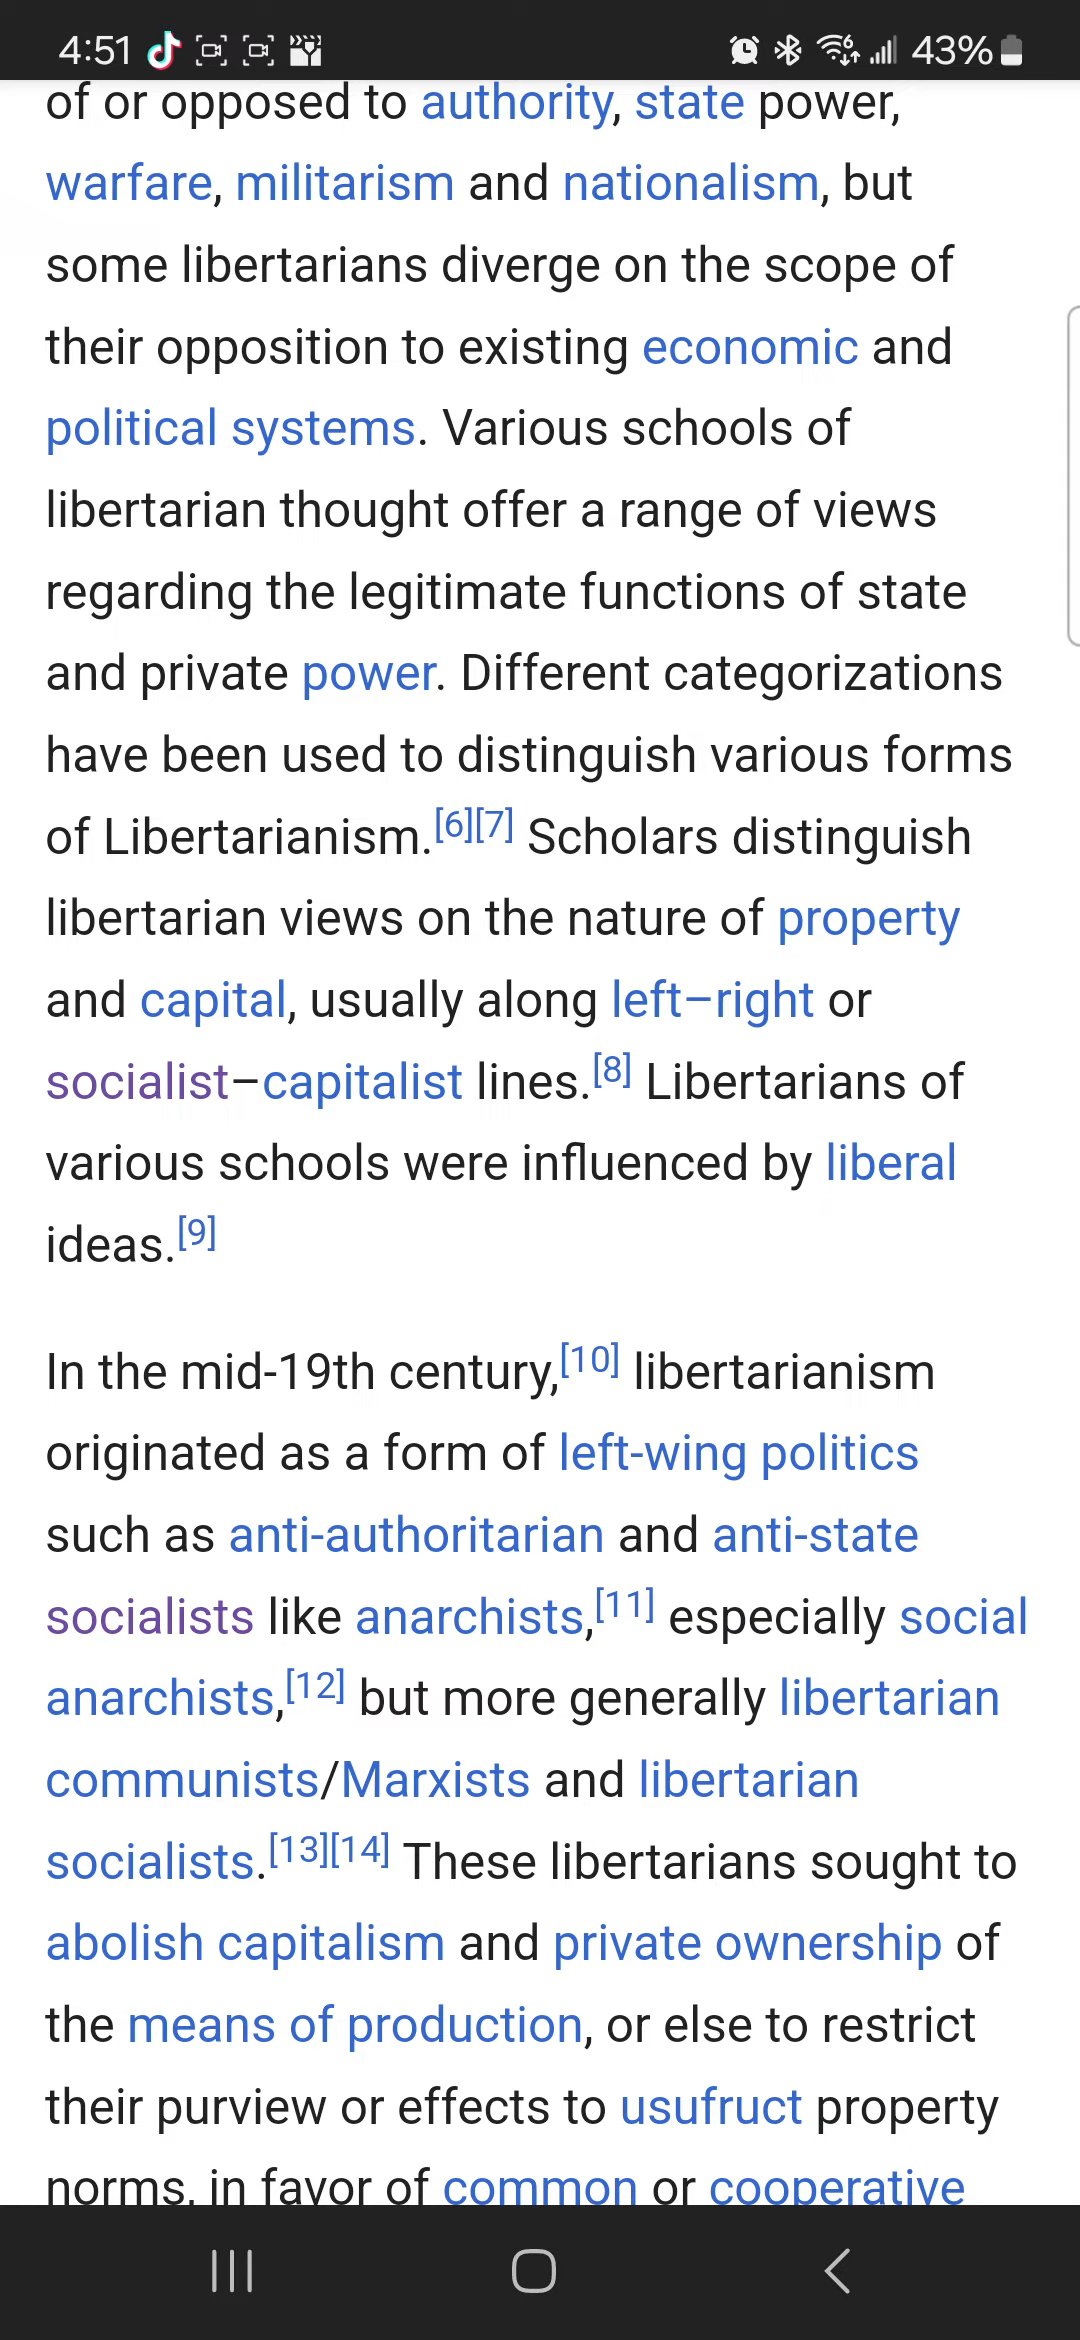 4:51
43%
of or opposed to authority, state power,
warfare, militarism and nationalism, but
some libertarians diverge on the scope of
their opposition to existing economic and
political systems. Various schools of
libertarian thought offer a range of views
regarding the legitimate functions of state
and private power. Different categorizations
have been used to distinguish various forms
of Libertarianism.[6][7] Scholars distinguish
libertarian views on the nature of property
and capital, usually along left–right or
socialist–capitalist lines.[8] Libertarians of
various schools were influenced by liberal
ideas.[9]
In the mid-19th century,[10] libertarianism
originated as a form of left-wing politics
such as anti-authoritarian and anti-state
socialists like anarchists,[11] especially social
anarchists,[12] but more generally libertarian
communists/Marxists and libertarian
socialists.[13][14] These libertarians sought to
abolish capitalism and private ownership of
the means of production, or else to restrict
their purview or effects to usufruct property
norms, in favor of common or cooperative